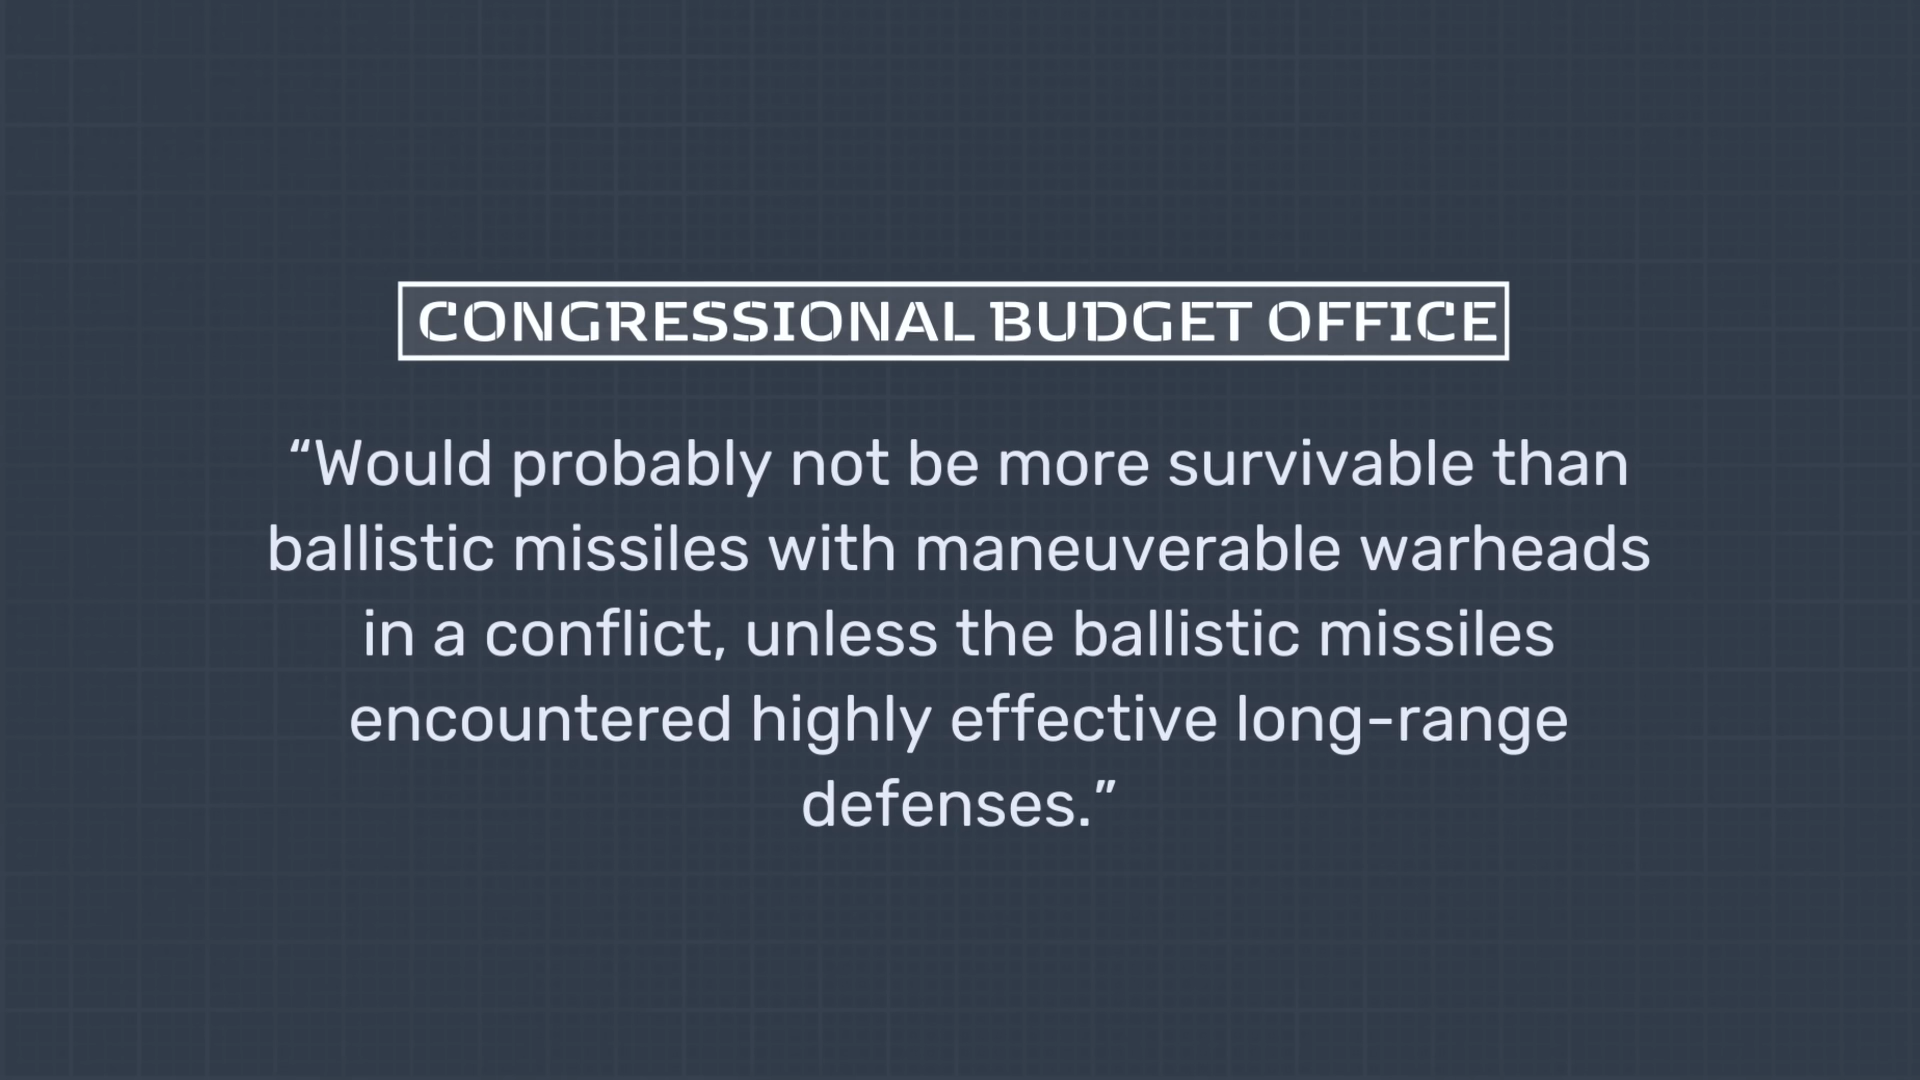 CONGRESSIONAL BUDGET OFFICE
“Would probably not be more survivable than
ballistic missiles with maneuverable warheads
in a conflict, unless the ballistic missiles
encountered highly effective long-range
defenses.”